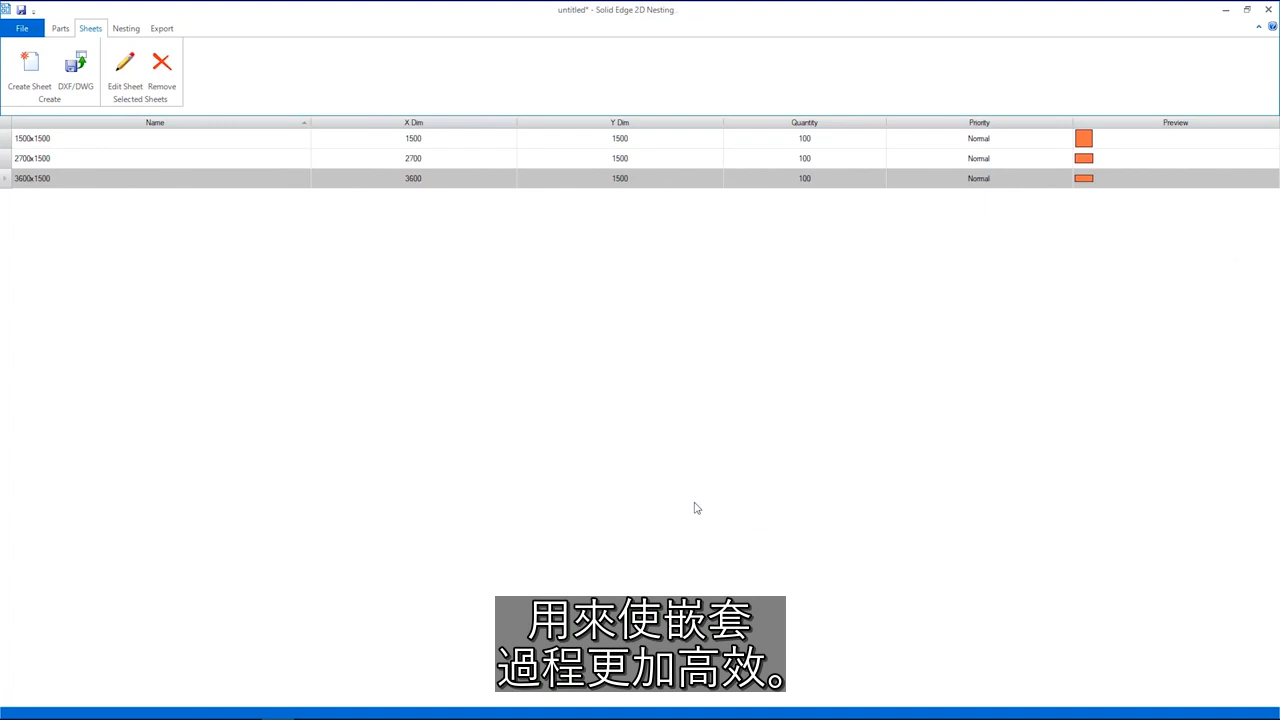 untitled* - Solid Edge 2D Nesting
File Parts Sheets Nesting Export
Create Sheet DXF/DWG Edit Sheet Remove
Create Selected Sheets
Name X Dim Y Dim Quantity Priority Preview
1500x1500 1500 1500 100 Normal
2700x1500 2700 1500 100 Normal
3600x1500 3600 1500 100 Normal
用來使嵌套
過程更加高效。